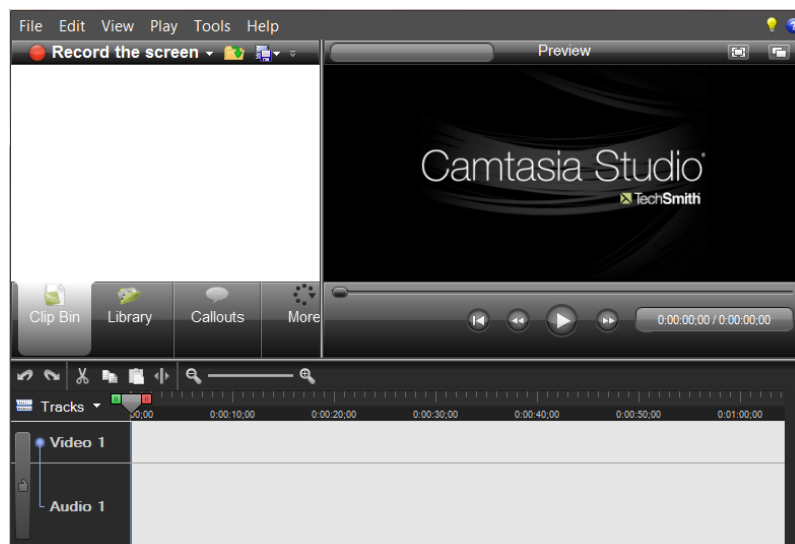 File Edit View Play Tools Help
Record the screen
Preview
Camtasia Studio®
TechSmith
Clip Bin Library Callouts More
0:00:00;00 / 0:00:00;00
Tracks
00;00 0:00:10;00 0:00:20;00 0:00:30;00 0:00:40;00 0:00:50;00 0:01:00;00
Video 1
Audio 1